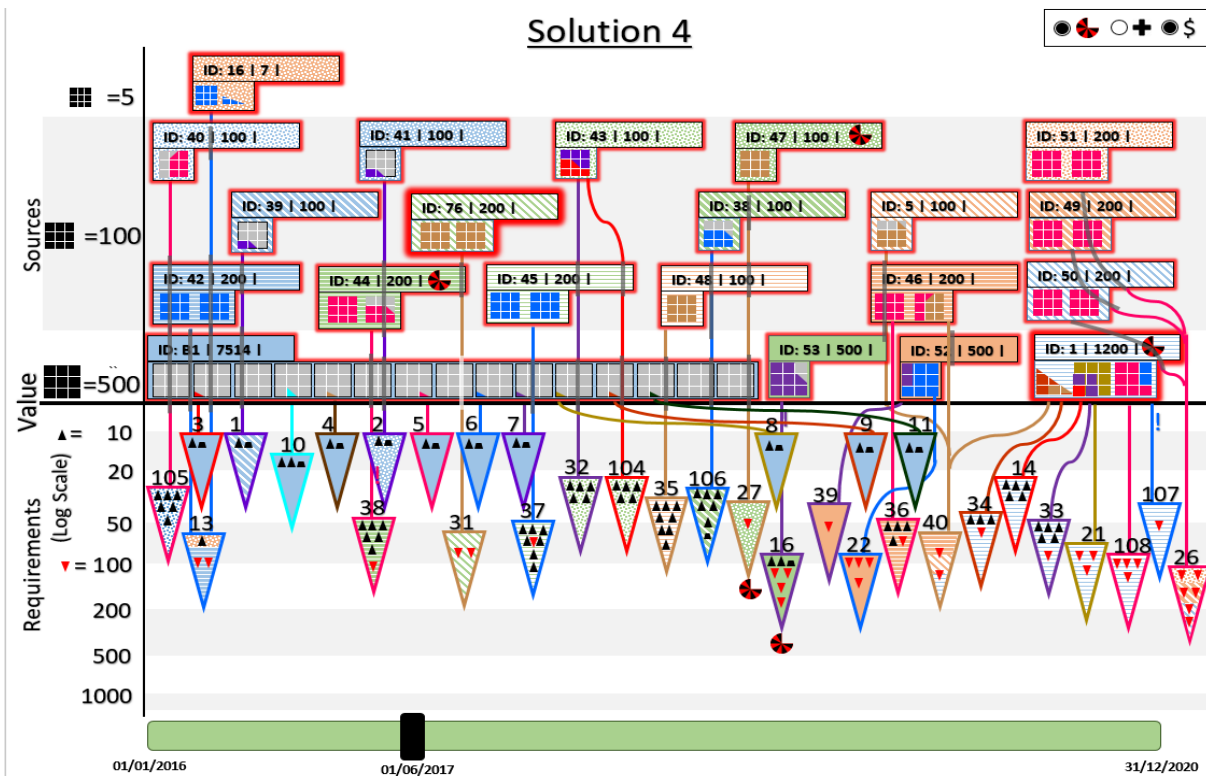 Solution 4
$
=5
ID: 16 | 7 |
ID: 40 | 100 |
ID: 41 | 100 |
ID: 43 | 100 |
ID: 47 | 100 |
ID: 51 | 200 |
Sources
=100
ID: 39 | 100 |
ID: 76 | 200 |
ID: 38 | 100 |
ID: 5 | 100 |
ID: 49 | 200 |
ID: 42 | 200 |
ID: 44 | 200 |
ID: 45 | 200 |
ID: 48 | 100 |
ID: 46 | 200 |
ID: 50 | 200 |
ID: B1 | 7514 |
ID: 53 | 500 |
ID: 52 | 500 |
ID: 1 | 1200 |
=500
Value
10
20
50
100
200
500
1000
Requirements
(Log Scale)
=
=
3
1
10
4
2
5
6
7
8
9
11
105
13
38
31
37
32
104
35
106
27
16
39
22
36
40
34
14
33
21
108
107
!
26
01/01/2016
01/06/2017
31/12/2020